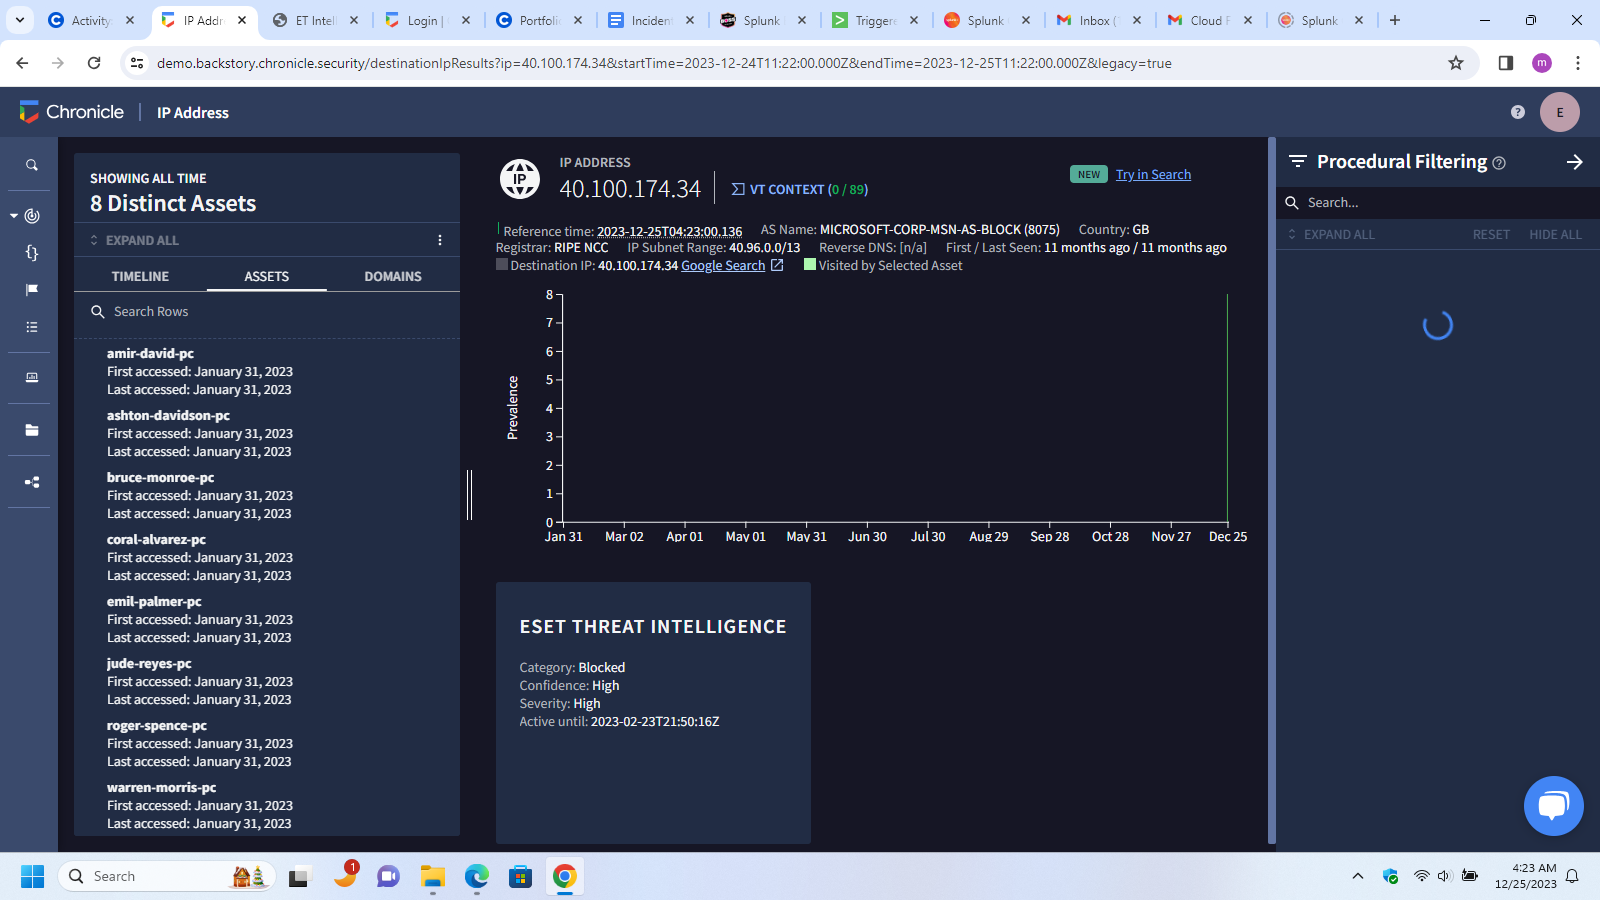 Activity
IP Addr
ET Intell
Login |
Portfolio
Incident
Splunk
Triggere
Splunk
Inbox (
Cloud F
Splunk
demo.backstory.chronicle.security/destinationIpResults?ip=40.100.174.34&startTime=2023-12-24T11:22:00.000Z&endTime=2023-12-25T11:22:00.000Z&legacy=true
m
Chronicle
IP Address
E
SHOWING ALL TIME
8 Distinct Assets
EXPAND ALL
TIMELINE
ASSETS
DOMAINS
Search Rows
amir-david-pc
First accessed: January 31, 2023
Last accessed: January 31, 2023
ashton-davidson-pc
First accessed: January 31, 2023
Last accessed: January 31, 2023
bruce-monroe-pc
First accessed: January 31, 2023
Last accessed: January 31, 2023
coral-alvarez-pc
First accessed: January 31, 2023
Last accessed: January 31, 2023
emil-palmer-pc
First accessed: January 31, 2023
Last accessed: January 31, 2023
jude-reyes-pc
First accessed: January 31, 2023
Last accessed: January 31, 2023
roger-spence-pc
First accessed: January 31, 2023
Last accessed: January 31, 2023
warren-morris-pc
First accessed: January 31, 2023
Last accessed: January 31, 2023
IP
IP ADDRESS
40.100.174.34
VT CONTEXT (0 / 89)
NEW Try in Search
Reference time: 2023-12-25T04:23:00.136 AS Name: MICROSOFT-CORP-MSN-AS-BLOCK (8075) Country: GB
Registrar: RIPE NCC IP Subnet Range: 40.96.0.0/13 Reverse DNS: [n/a] First / Last Seen: 11 months ago / 11 months ago
Destination IP: 40.100.174.34 Google Search Visited by Selected Asset
Prevalence
8
7
6
5
4
3
2
1
0
Jan 31 Mar 02 Apr 01 May 01 May 31 Jun 30 Jul 30 Aug 29 Sep 28 Oct 28 Nov 27 Dec 25
ESET THREAT INTELLIGENCE
Category: Blocked
Confidence: High
Severity: High
Active until: 2023-02-23T21:50:16Z
Procedural Filtering
Search...
EXPAND ALL RESET HIDE ALL
Search
1
4:23 AM
12/25/2023